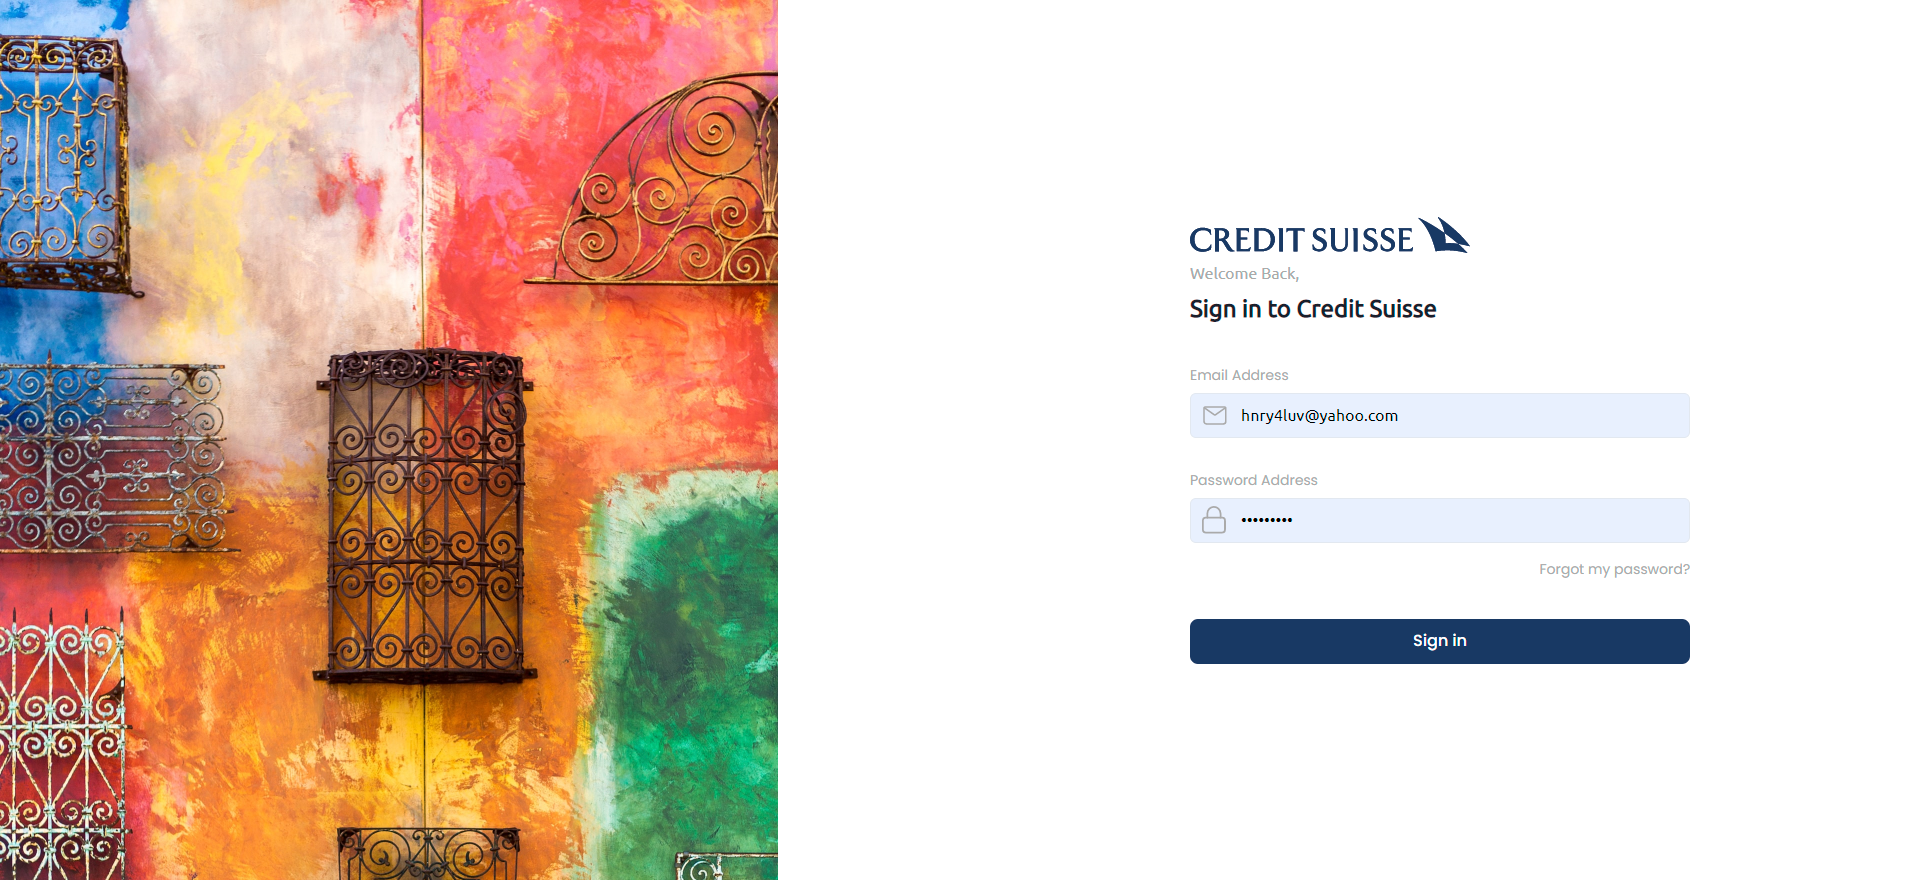 CREDIT SUISSE
Welcome Back,
Sign in to Credit Suisse
Email Address
hnry4luv@yahoo.com
Password Address
•••••••••
Forgot my password?
Sign in